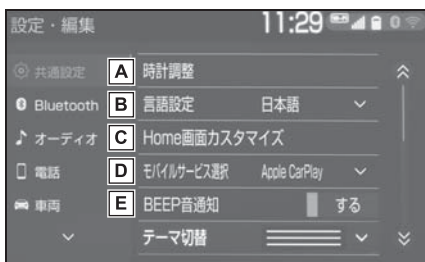 設定・編集 11:29
共通設定 A 時計調整
Bluetooth B 言語設定 日本語
オーディオ C Home画面カスタマイズ
電話 D モバイルサービス選択 Apple CarPlay
車両 E BEEP音通知 する
テーマ切替